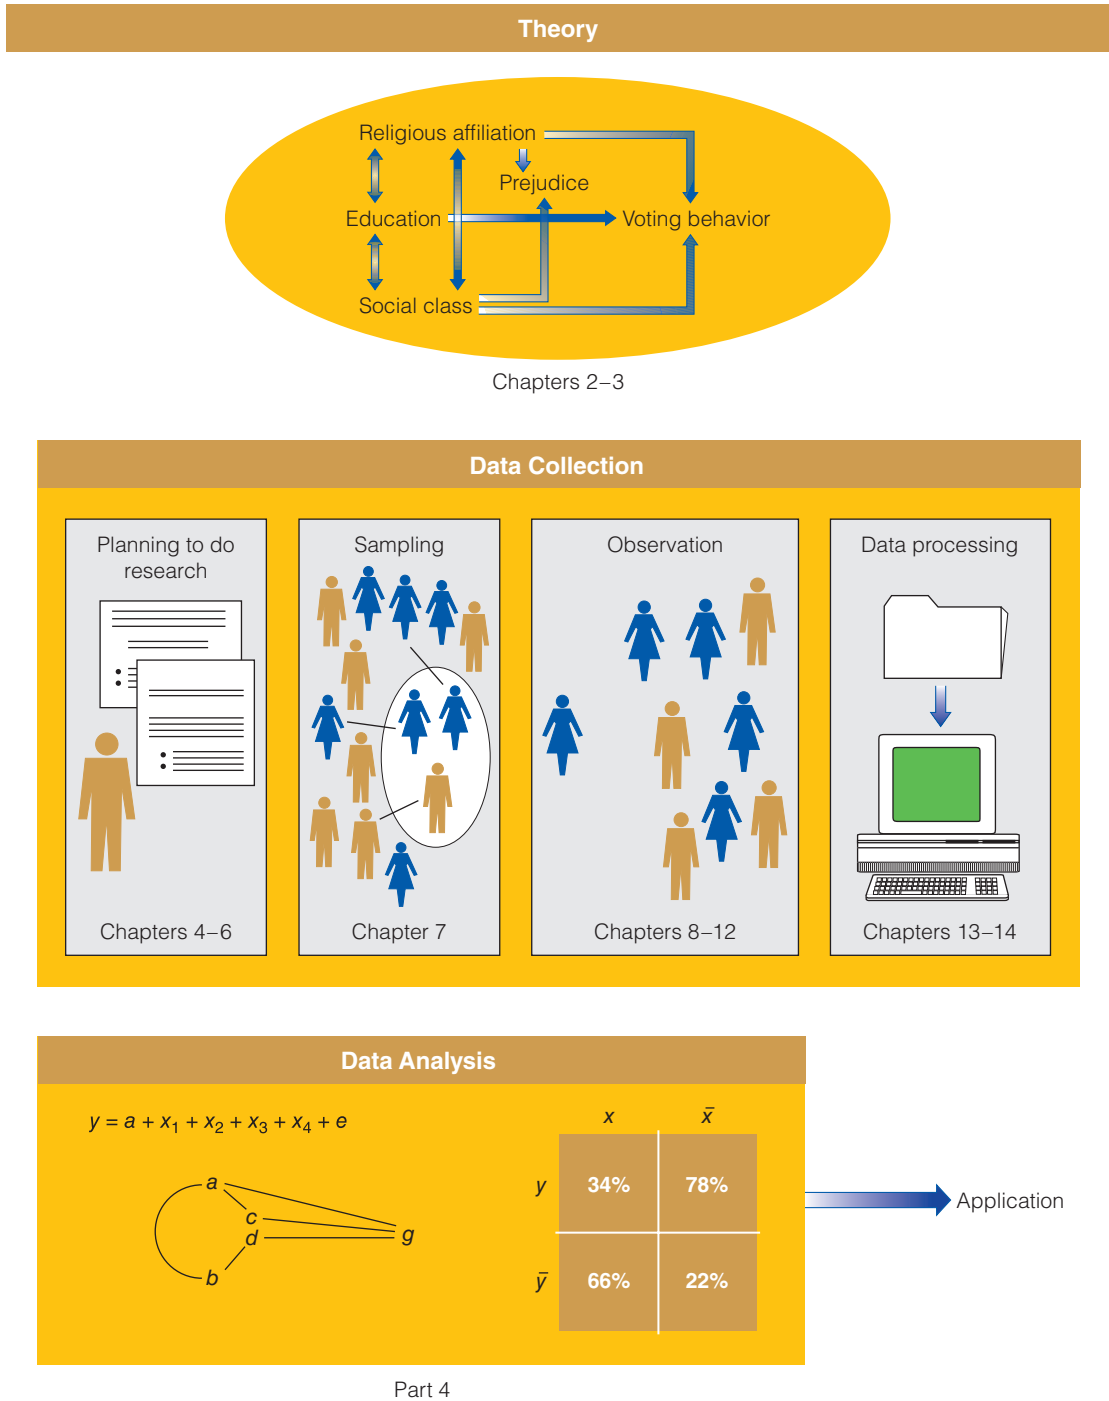 Theory
Religious affiliation
Prejudice
Education
Voting behavior
Social class
Chapters 2–3
Data Collection
Planning to do
research
Chapters 4–6
Sampling
Chapter 7
Observation
Chapters 8–12
Data processing
Chapters 13–14
Data Analysis
y = a + x₁ + x₂ + x₃ + x₄ + e
a
c
d
g
b
x x̄
y 34% 78%
ȳ 66% 22%
Application
Part 4